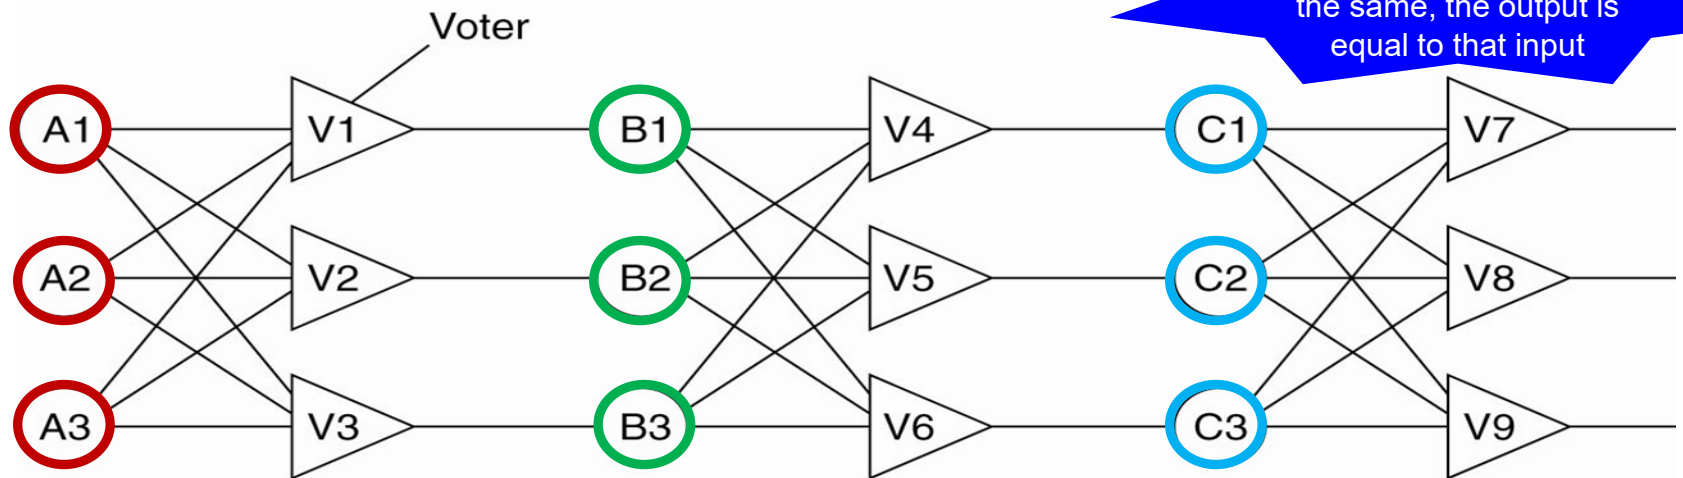 the same, the output is
equal to that input
Voter
A1 V1 B1 V4 C1 V7
A2 V2 B2 V5 C2 V8
A3 V3 B3 V6 C3 V9